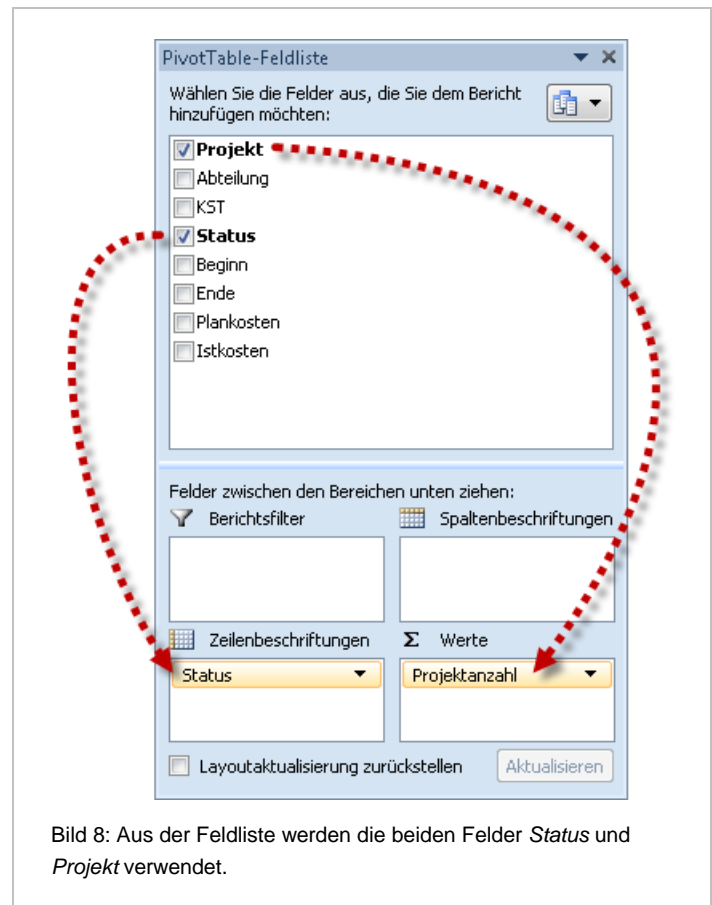 PivotTable-Feldliste
Wählen Sie die Felder aus, die Sie dem Bericht
hinzufügen möchten:
Projekt
Abteilung
KST
Status
Beginn
Ende
Plankosten
Istkosten
Felder zwischen den Bereichen unten ziehen:
Berichtsfilter
Spaltenbeschriftungen
Zeilenbeschriftungen
Σ Werte
Status
Projektanzahl
Layoutaktualisierung zurückstellen
Aktualisieren
Bild 8: Aus der Feldliste werden die beiden Felder Status und
Projekt verwendet.